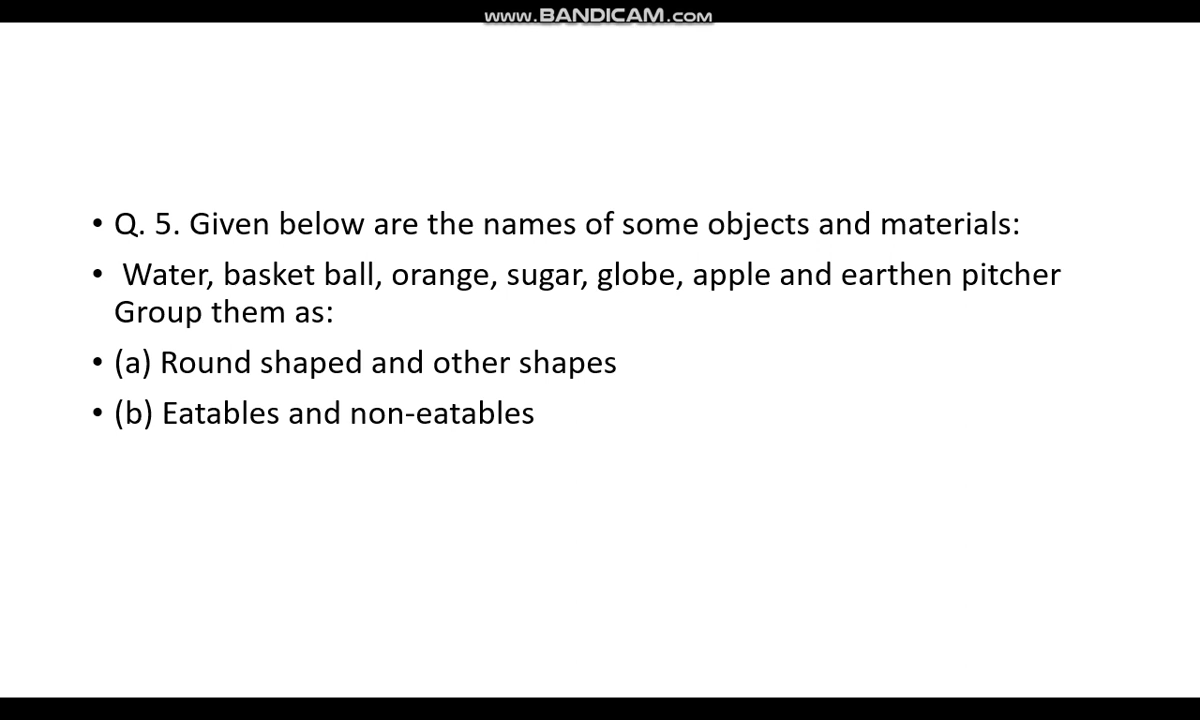 www.BANDICAM.com
• Q. 5. Given below are the names of some objects and materials:
• Water, basket ball, orange, sugar, globe, apple and earthen pitcher
Group them as:
• (a) Round shaped and other shapes
• (b) Eatables and non-eatables